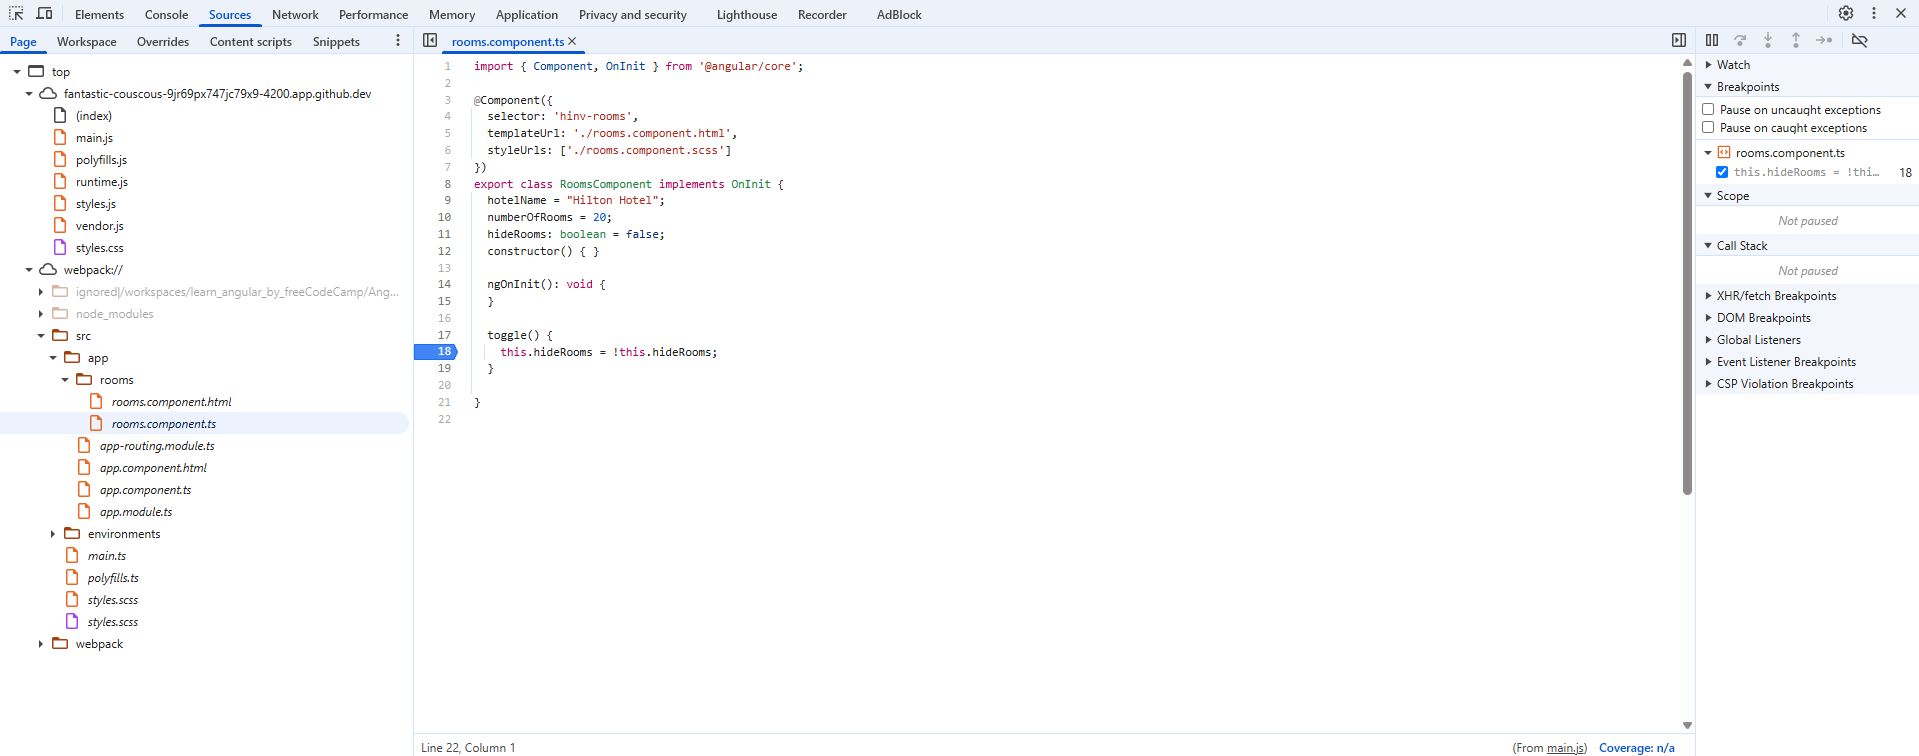 Elements Console Sources Network Performance Memory Application Privacy and security Lighthouse Recorder AdBlock
Page Workspace Overrides Content scripts Snippets
top
fantastic-couscous-9jr69px747jc79x9-4200.app.github.dev
(index)
main.js
polyfills.js
runtime.js
styles.js
vendor.js
styles.css
webpack://
ignored|/workspaces/learn_angular_by_freeCodeCamp/Ang...
node_modules
src
app
rooms
rooms.component.html
rooms.component.ts
app-routing.module.ts
app.component.html
app.component.ts
app.module.ts
environments
main.ts
polyfills.ts
styles.scss
styles.scss
webpack
rooms.component.ts
1 import { Component, OnInit } from '@angular/core';
2
3 @Component({
4 selector: 'hinv-rooms',
5 templateUrl: './rooms.component.html',
6 styleUrls: ['./rooms.component.scss']
7 })
8 export class RoomsComponent implements OnInit {
9 hotelName = "Hilton Hotel";
10 numberOfRooms = 20;
11 hideRooms: boolean = false;
12 constructor() { }
13
14 ngOnInit(): void {
15 }
16
17 toggle() {
18 this.hideRooms = !this.hideRooms;
19 }
20
21 }
22
Line 22, Column 1
(From main.js) Coverage: n/a
Watch
Breakpoints
Pause on uncaught exceptions
Pause on caught exceptions
rooms.component.ts
this.hideRooms = !thi... 18
Scope
Not paused
Call Stack
Not paused
XHR/fetch Breakpoints
DOM Breakpoints
Global Listeners
Event Listener Breakpoints
CSP Violation Breakpoints